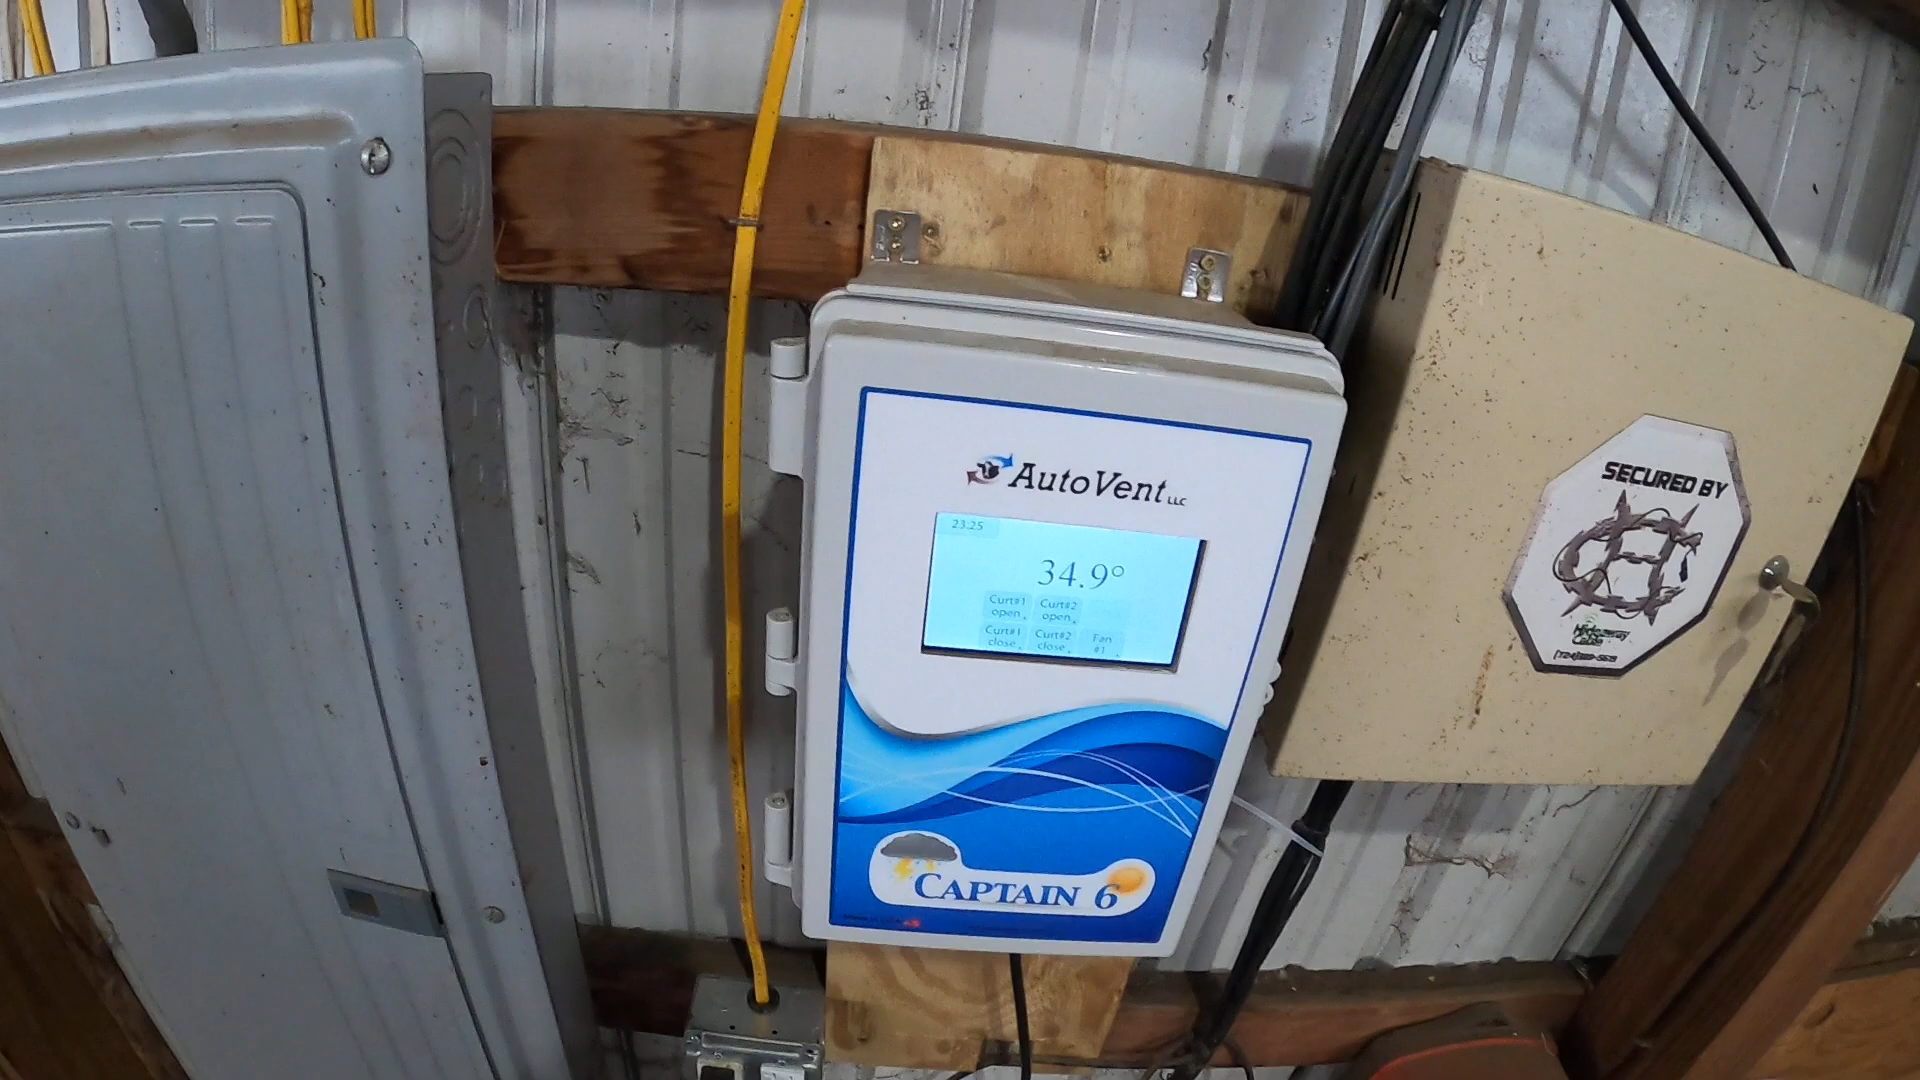 AutoVent LLC
23:25
34.9°
Curt#1 open
Curt#2 open
Curt#1 close
Curt#2 close
Fan #1
CAPTAIN 6
SECURED BY